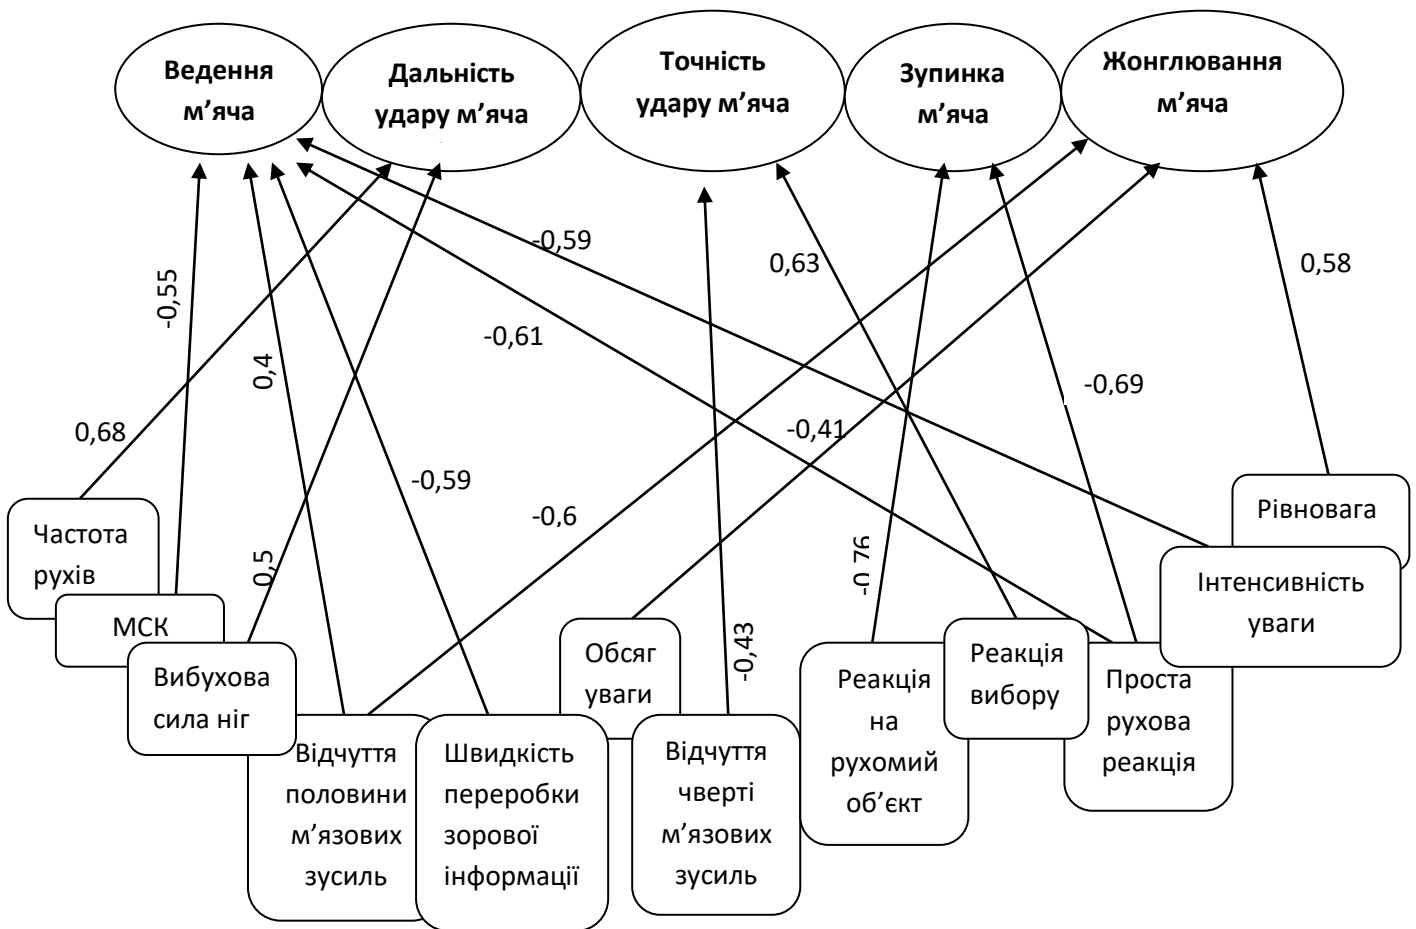 Ведення
м’яча
Дальність
удару м’яча
Точність
удару м’яча
Зупинка
м’яча
Жонглювання
м’яча
-0,59
0,63
0,58
-0,55
-0,61
0,4
-0,69
0,68
-0,41
-0,59
-0,6
0,5
-0,76
-0,43
Частота
рухів
МСК
Вибухова
сила ніг
Відчуття
половини
м’язових
зусиль
Швидкість
переробки
зорової
інформації
Обсяг
уваги
Відчуття
чверті
м’язових
зусиль
Реакція
на
рухомий
об’єкт
Реакція
вибору
Проста
рухова
реакція
Рівновага
Інтенсивність
уваги